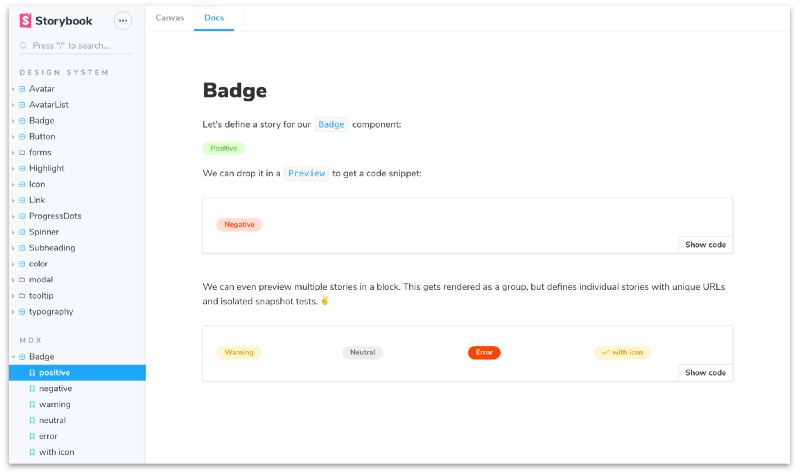 Storybook
Press "/" to search...
DESIGN SYSTEM
Avatar
AvatarList
Badge
Button
forms
Highlight
Icon
Link
ProgressDots
Spinner
Subheading
color
modal
tooltip
typography
MDX
Badge
positive
negative
warning
neutral
error
with icon
Canvas Docs
Badge
Let's define a story for our Badge component:
Positive
We can drop it in a Preview to get a code snippet:
Negative
Show code
We can even preview multiple stories in a block. This gets rendered as a group, but defines individual stories with unique URLs
and isolated snapshot tests. ✌
Warning Neutral Error with icon
Show code